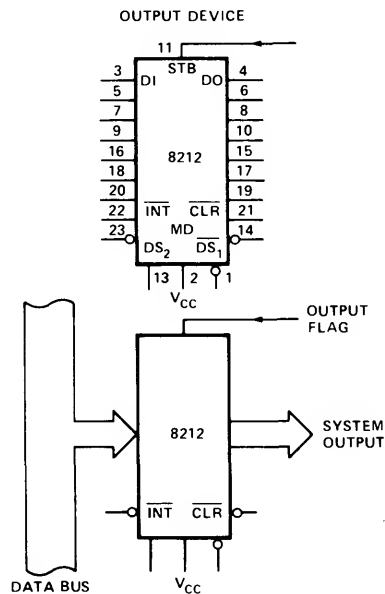 OUTPUT DEVICE
11
STB
3 DI DO 4
5 6
7 8
9 10
16 8212 15
18 17
20 19
22 INT CLR 21
23 MD 14
DS2 DS1
13 2 1
VCC
OUTPUT
FLAG
8212
SYSTEM
OUTPUT
INT CLR
DATA BUS
VCC